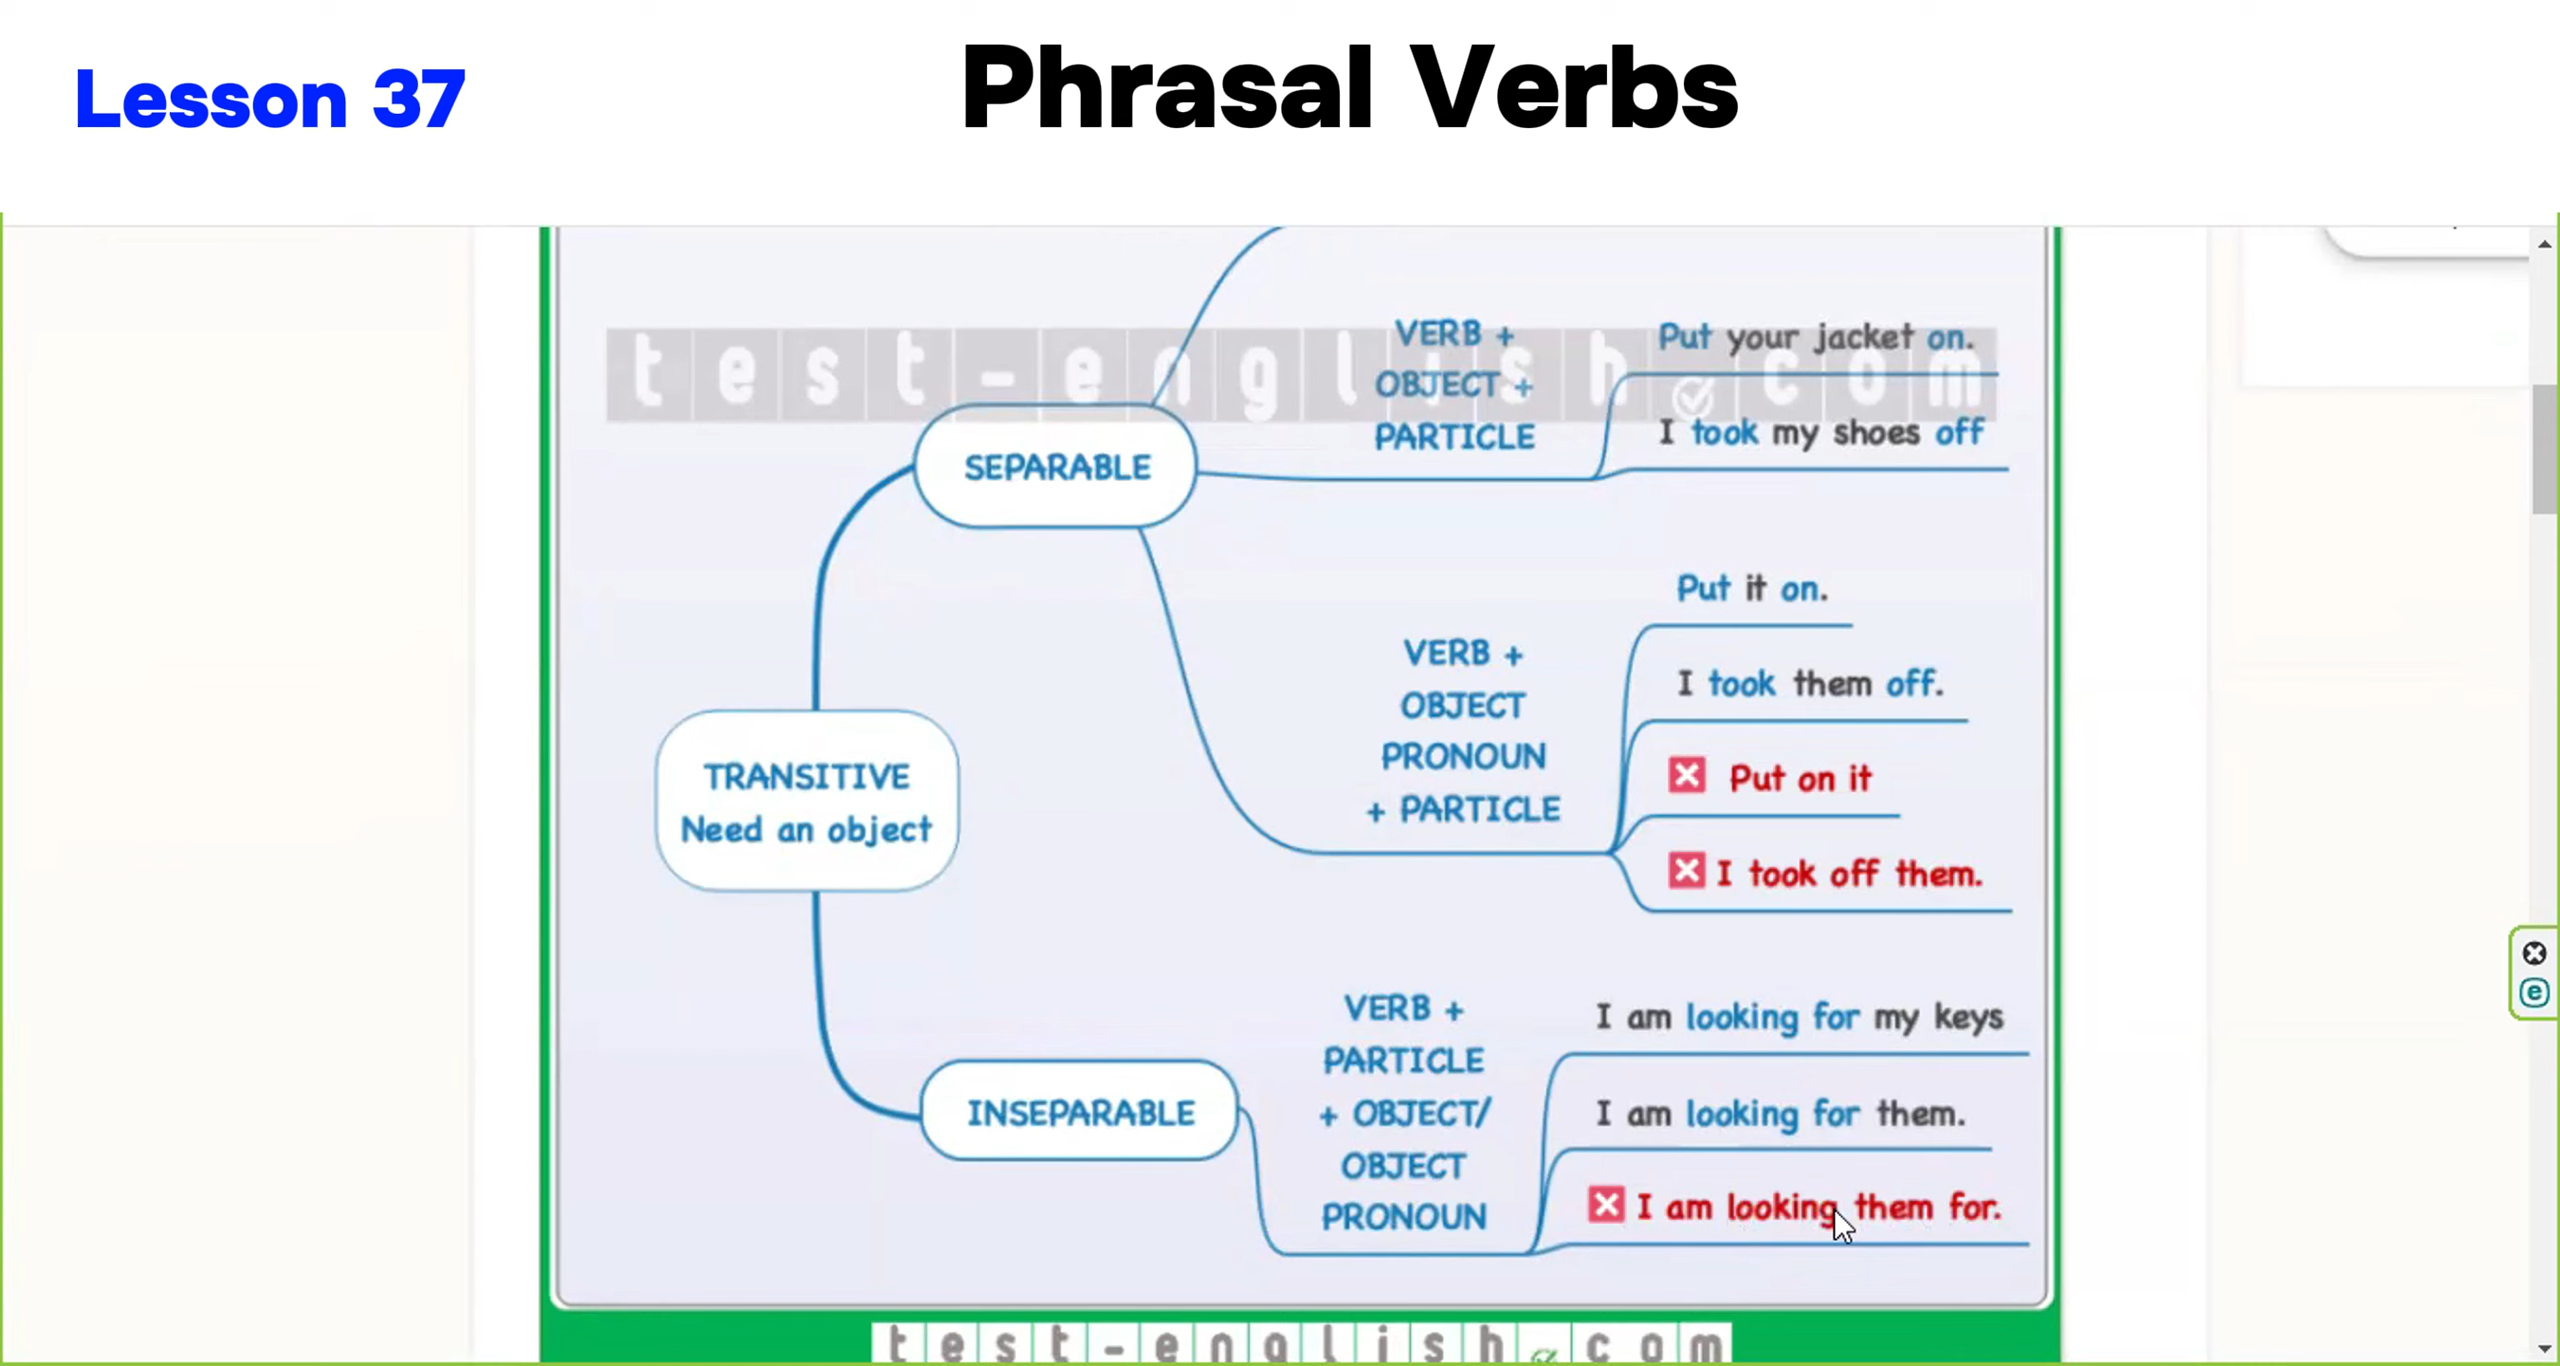 Lesson 37
Phrasal Verbs
test-english.com
VERB +
OBJECT +
PARTICLE
Put your jacket on.
I took my shoes off
SEPARABLE
VERB +
OBJECT
PRONOUN
+ PARTICLE
Put it on.
I took them off.
Put on it
I took off them.
TRANSITIVE
Need an object
INSEPARABLE
VERB +
PARTICLE
+ OBJECT/
OBJECT
PRONOUN
I am looking for my keys
I am looking for them.
I am looking them for.
test-english.com
e